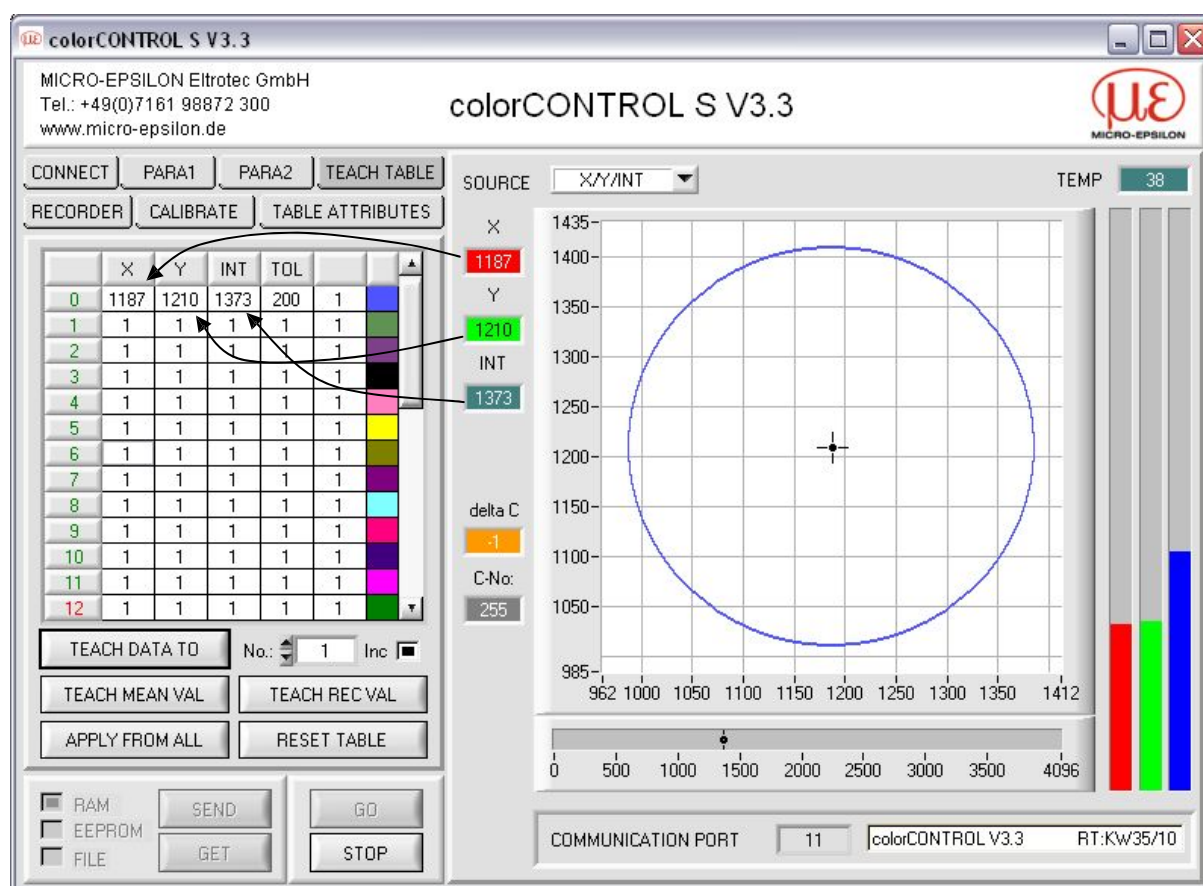 colorCONTROL S V3.3
MICRO-EPSILON Eltrotec GmbH
Tel.: +49(0)7161 98872 300
www.micro-epsilon.de
colorCONTROL S V3.3
με
MICRO-EPSILON
CONNECT PARA1 PARA2 TEACH TABLE
RECORDER CALIBRATE TABLE ATTRIBUTES
X Y INT TOL
0 1187 1210 1373 200 1
1 1 1 1 1 1
2 1 1 1 1 1
3 1 1 1 1 1
4 1 1 1 1 1
5 1 1 1 1 1
6 1 1 1 1 1
7 1 1 1 1 1
8 1 1 1 1 1
9 1 1 1 1 1
10 1 1 1 1 1
11 1 1 1 1 1
12 1 1 1 1 1
TEACH DATA TO No.: 1 Inc
TEACH MEAN VAL TEACH REC VAL
APPLY FROM ALL RESET TABLE
RAM
EEPROM
FILE
SEND
GET
GO
STOP
SOURCE X/Y/INT
TEMP 38
X
1187
Y
1210
INT
1373
delta C
-1
C-No:
255
1435
1400
1350
1300
1250
1200
1150
1100
1050
985
962 1000 1050 1100 1150 1200 1250 1300 1350 1412
0 500 1000 1500 2000 2500 3000 3500 4096
COMMUNICATION PORT 11 colorCONTROL V3.3 RT:KW35/10